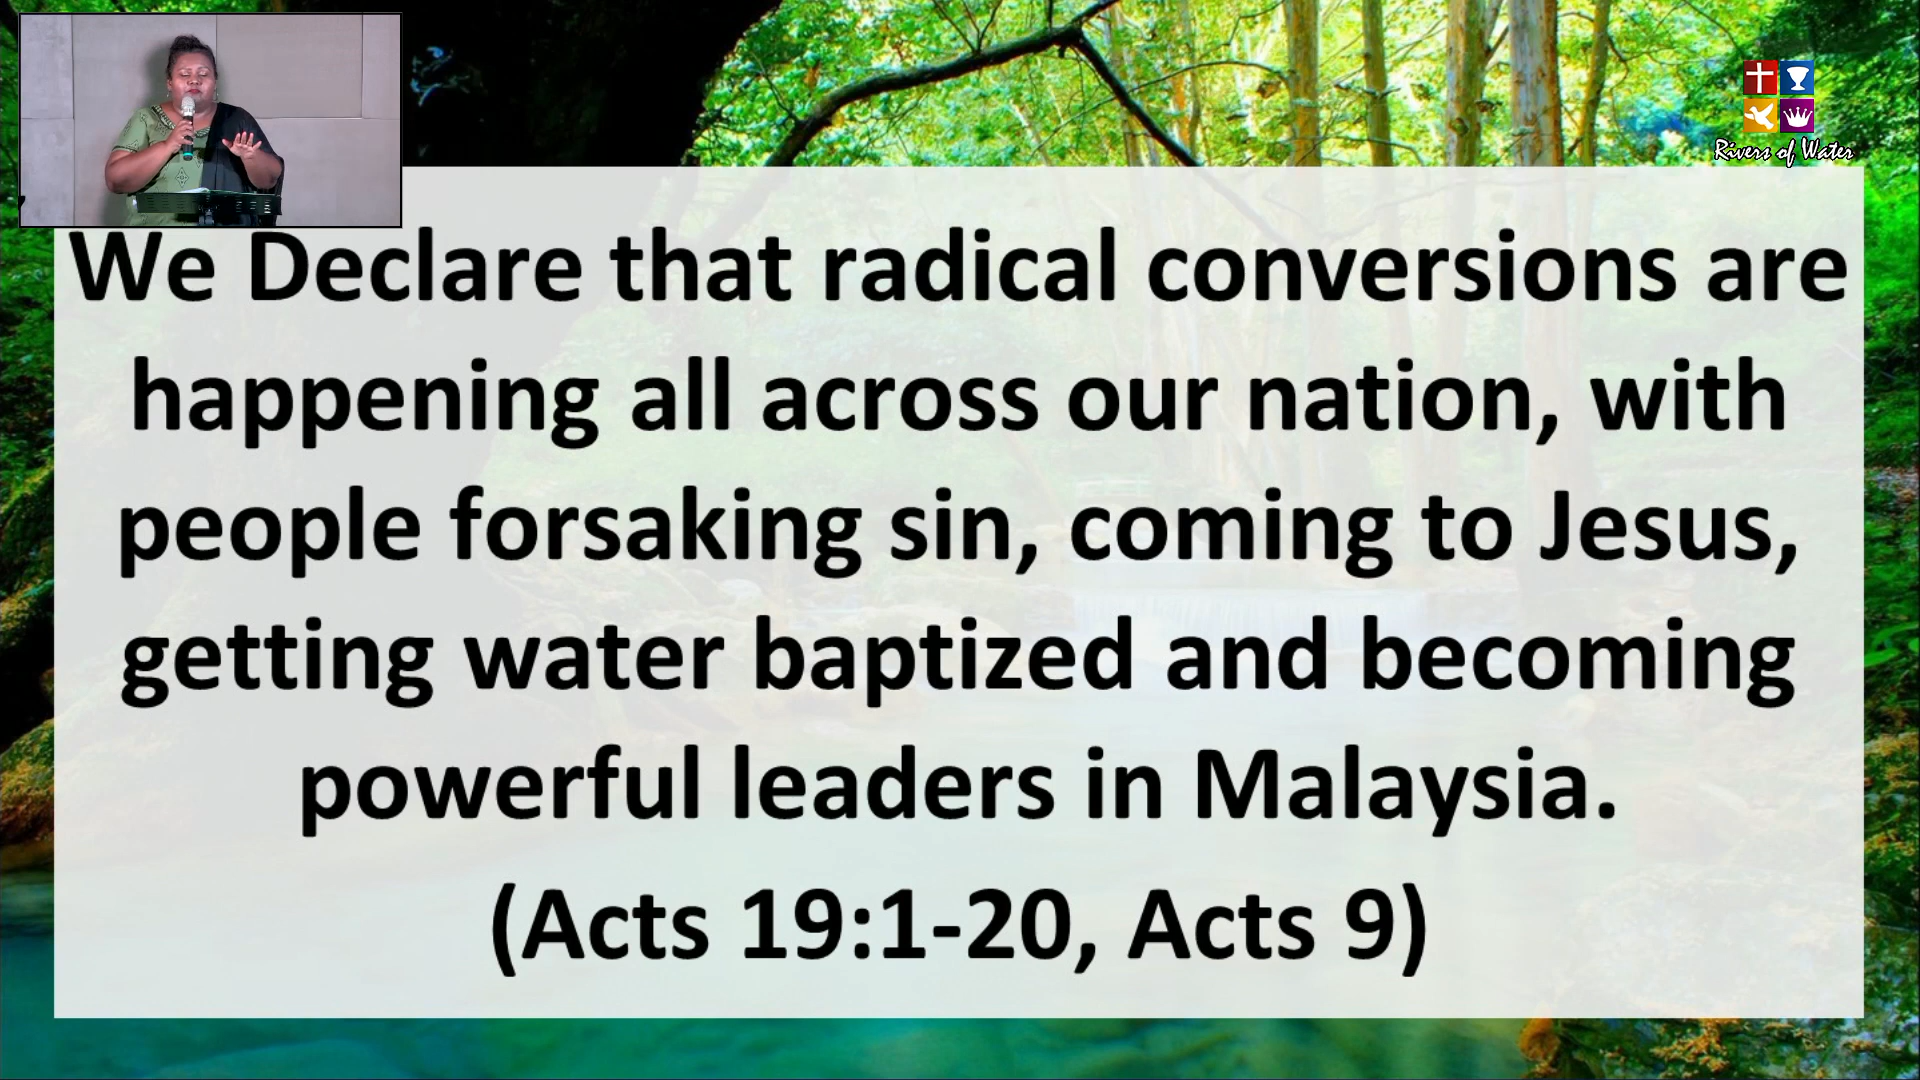 Rivers of Water
We Declare that radical conversions are
happening all across our nation, with
people forsaking sin, coming to Jesus,
getting water baptized and becoming
powerful leaders in Malaysia.
(Acts 19:1-20, Acts 9)